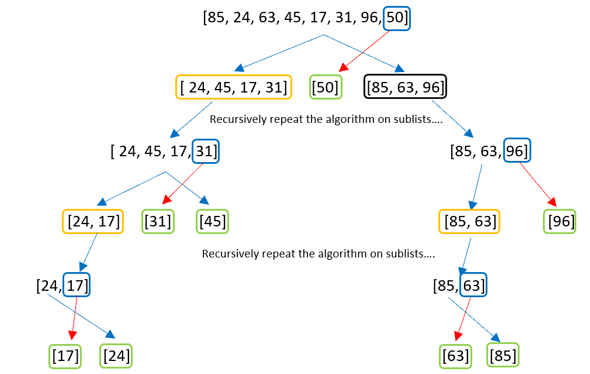 [85, 24, 63, 45, 17, 31, 96, 50]
[ 24, 45, 17, 31] [50] [85, 63, 96]
Recursively repeat the algorithm on sublists....
[ 24, 45, 17, 31] [85, 63, 96]
[24, 17] [31] [45] [85, 63] [96]
Recursively repeat the algorithm on sublists....
[24, 17] [85, 63]
[17] [24] [63] [85]